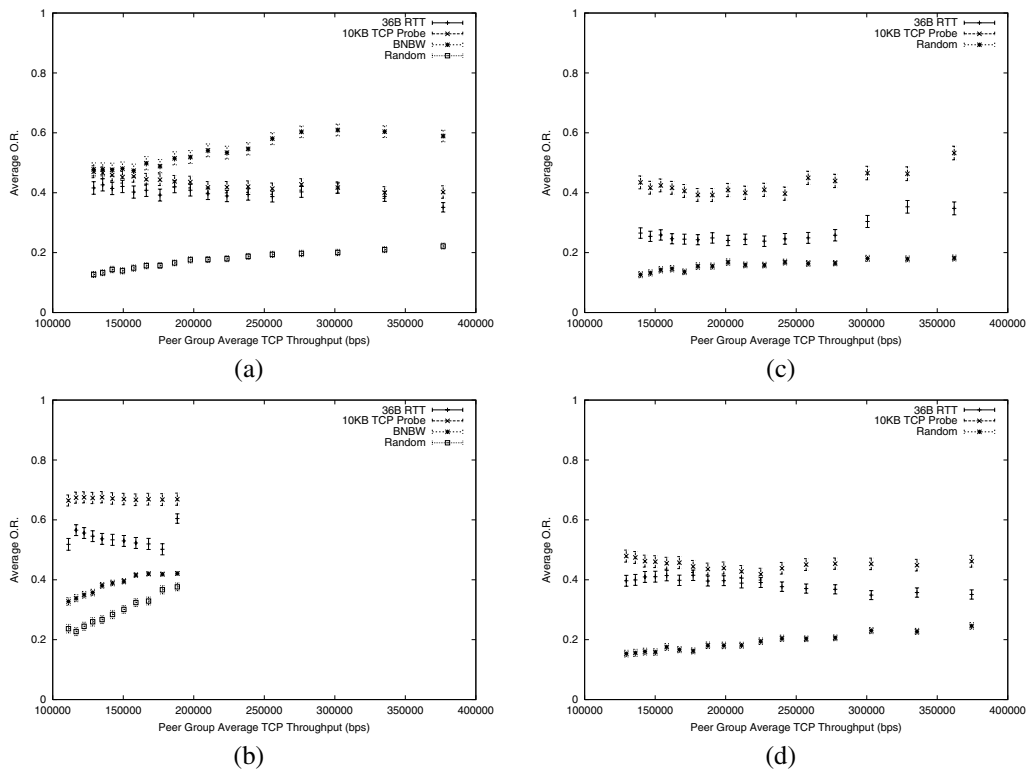 36B RTT
10KB TCP Probe
BNBW
Random
Average O.R.
1
0.8
0.6
0.4
0.2
0
100000 150000 200000 250000 300000 350000 400000
Peer Group Average TCP Throughput (bps)
(a)
36B RTT
10KB TCP Probe
Random
Average O.R.
1
0.8
0.6
0.4
0.2
0
100000 150000 200000 250000 300000 350000 400000
Peer Group Average TCP Throughput (bps)
(c)
36B RTT
10KB TCP Probe
BNBW
Random
Average O.R.
1
0.8
0.6
0.4
0.2
0
100000 150000 200000 250000 300000 350000 400000
Peer Group Average TCP Throughput (bps)
(b)
36B RTT
10KB TCP Probe
Random
Average O.R.
1
0.8
0.6
0.4
0.2
0
100000 150000 200000 250000 300000 350000 400000
Peer Group Average TCP Throughput (bps)
(d)